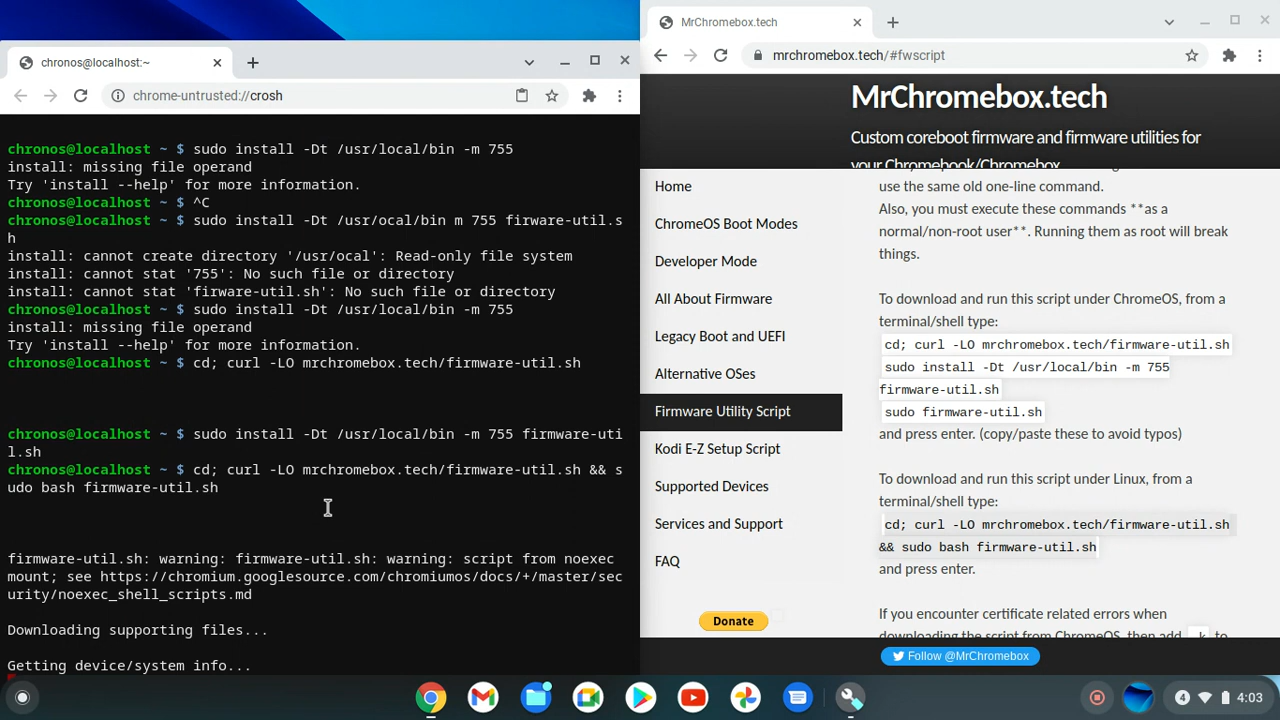 chronos@localhost:~
chrome-untrusted://crosh
chronos@localhost ~ $ sudo install -Dt /usr/local/bin -m 755
install: missing file operand
Try 'install --help' for more information.
chronos@localhost ~ $ ^C
chronos@localhost ~ $ sudo install -Dt /usr/ocal/bin m 755 firware-util.s
h
install: cannot create directory '/usr/ocal': Read-only file system
install: cannot stat '755': No such file or directory
install: cannot stat 'firware-util.sh': No such file or directory
chronos@localhost ~ $ sudo install -Dt /usr/local/bin -m 755
install: missing file operand
Try 'install --help' for more information.
chronos@localhost ~ $ cd; curl -LO mrchromebox.tech/firmware-util.sh
chronos@localhost ~ $ sudo install -Dt /usr/local/bin -m 755 firmware-uti
l.sh
chronos@localhost ~ $ cd; curl -LO mrchromebox.tech/firmware-util.sh && s
udo bash firmware-util.sh
firmware-util.sh: warning: firmware-util.sh: warning: script from noexec
mount; see https://chromium.googlesource.com/chromiumos/docs/+/master/sec
urity/noexec_shell_scripts.md
Downloading supporting files...
Getting device/system info...
MrChromebox.tech
mrchromebox.tech/#fwscript
MrChromebox.tech
Custom coreboot firmware and firmware utilities for
your Chromebook/Chromebox
Home
ChromeOS Boot Modes
Developer Mode
All About Firmware
Legacy Boot and UEFI
Alternative OSes
Firmware Utility Script
Kodi E-Z Setup Script
Supported Devices
Services and Support
FAQ
Donate
use the same old one-line command.
Also, you must execute these commands **as a
normal/non-root user**. Running them as root will break
things.
To download and run this script under ChromeOS, from a
terminal/shell type:
cd; curl -LO mrchromebox.tech/firmware-util.sh
sudo install -Dt /usr/local/bin -m 755
firmware-util.sh
sudo firmware-util.sh
and press enter. (copy/paste these to avoid typos)
To download and run this script under Linux, from a
terminal/shell type:
cd; curl -LO mrchromebox.tech/firmware-util.sh
&& sudo bash firmware-util.sh
and press enter.
If you encounter certificate related errors when
downloading the script from ChromeOS, then add -k to
Follow @MrChromebox
4
4:03